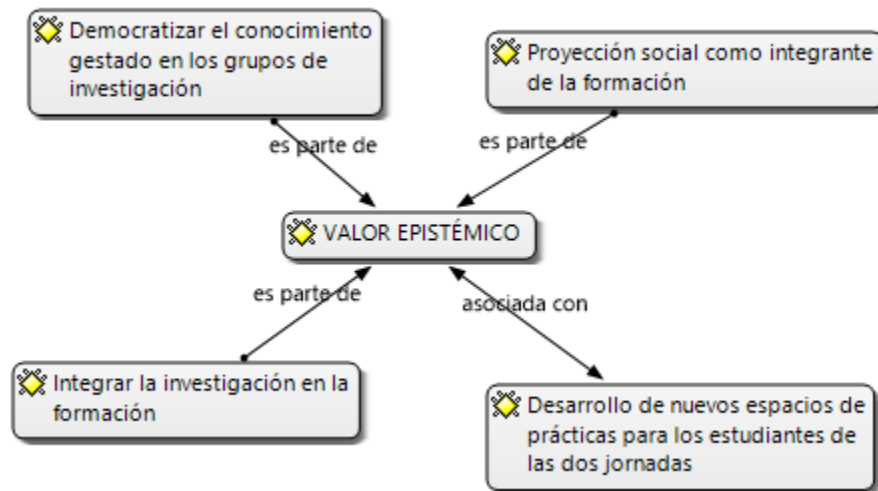 Democratizar el conocimiento
gestado en los grupos de
investigación
Proyección social como integrante
de la formación
es parte de
es parte de
VALOR EPISTÉMICO
es parte de
asociada con
Integrar la investigación en la
formación
Desarrollo de nuevos espacios de
prácticas para los estudiantes de
las dos jornadas